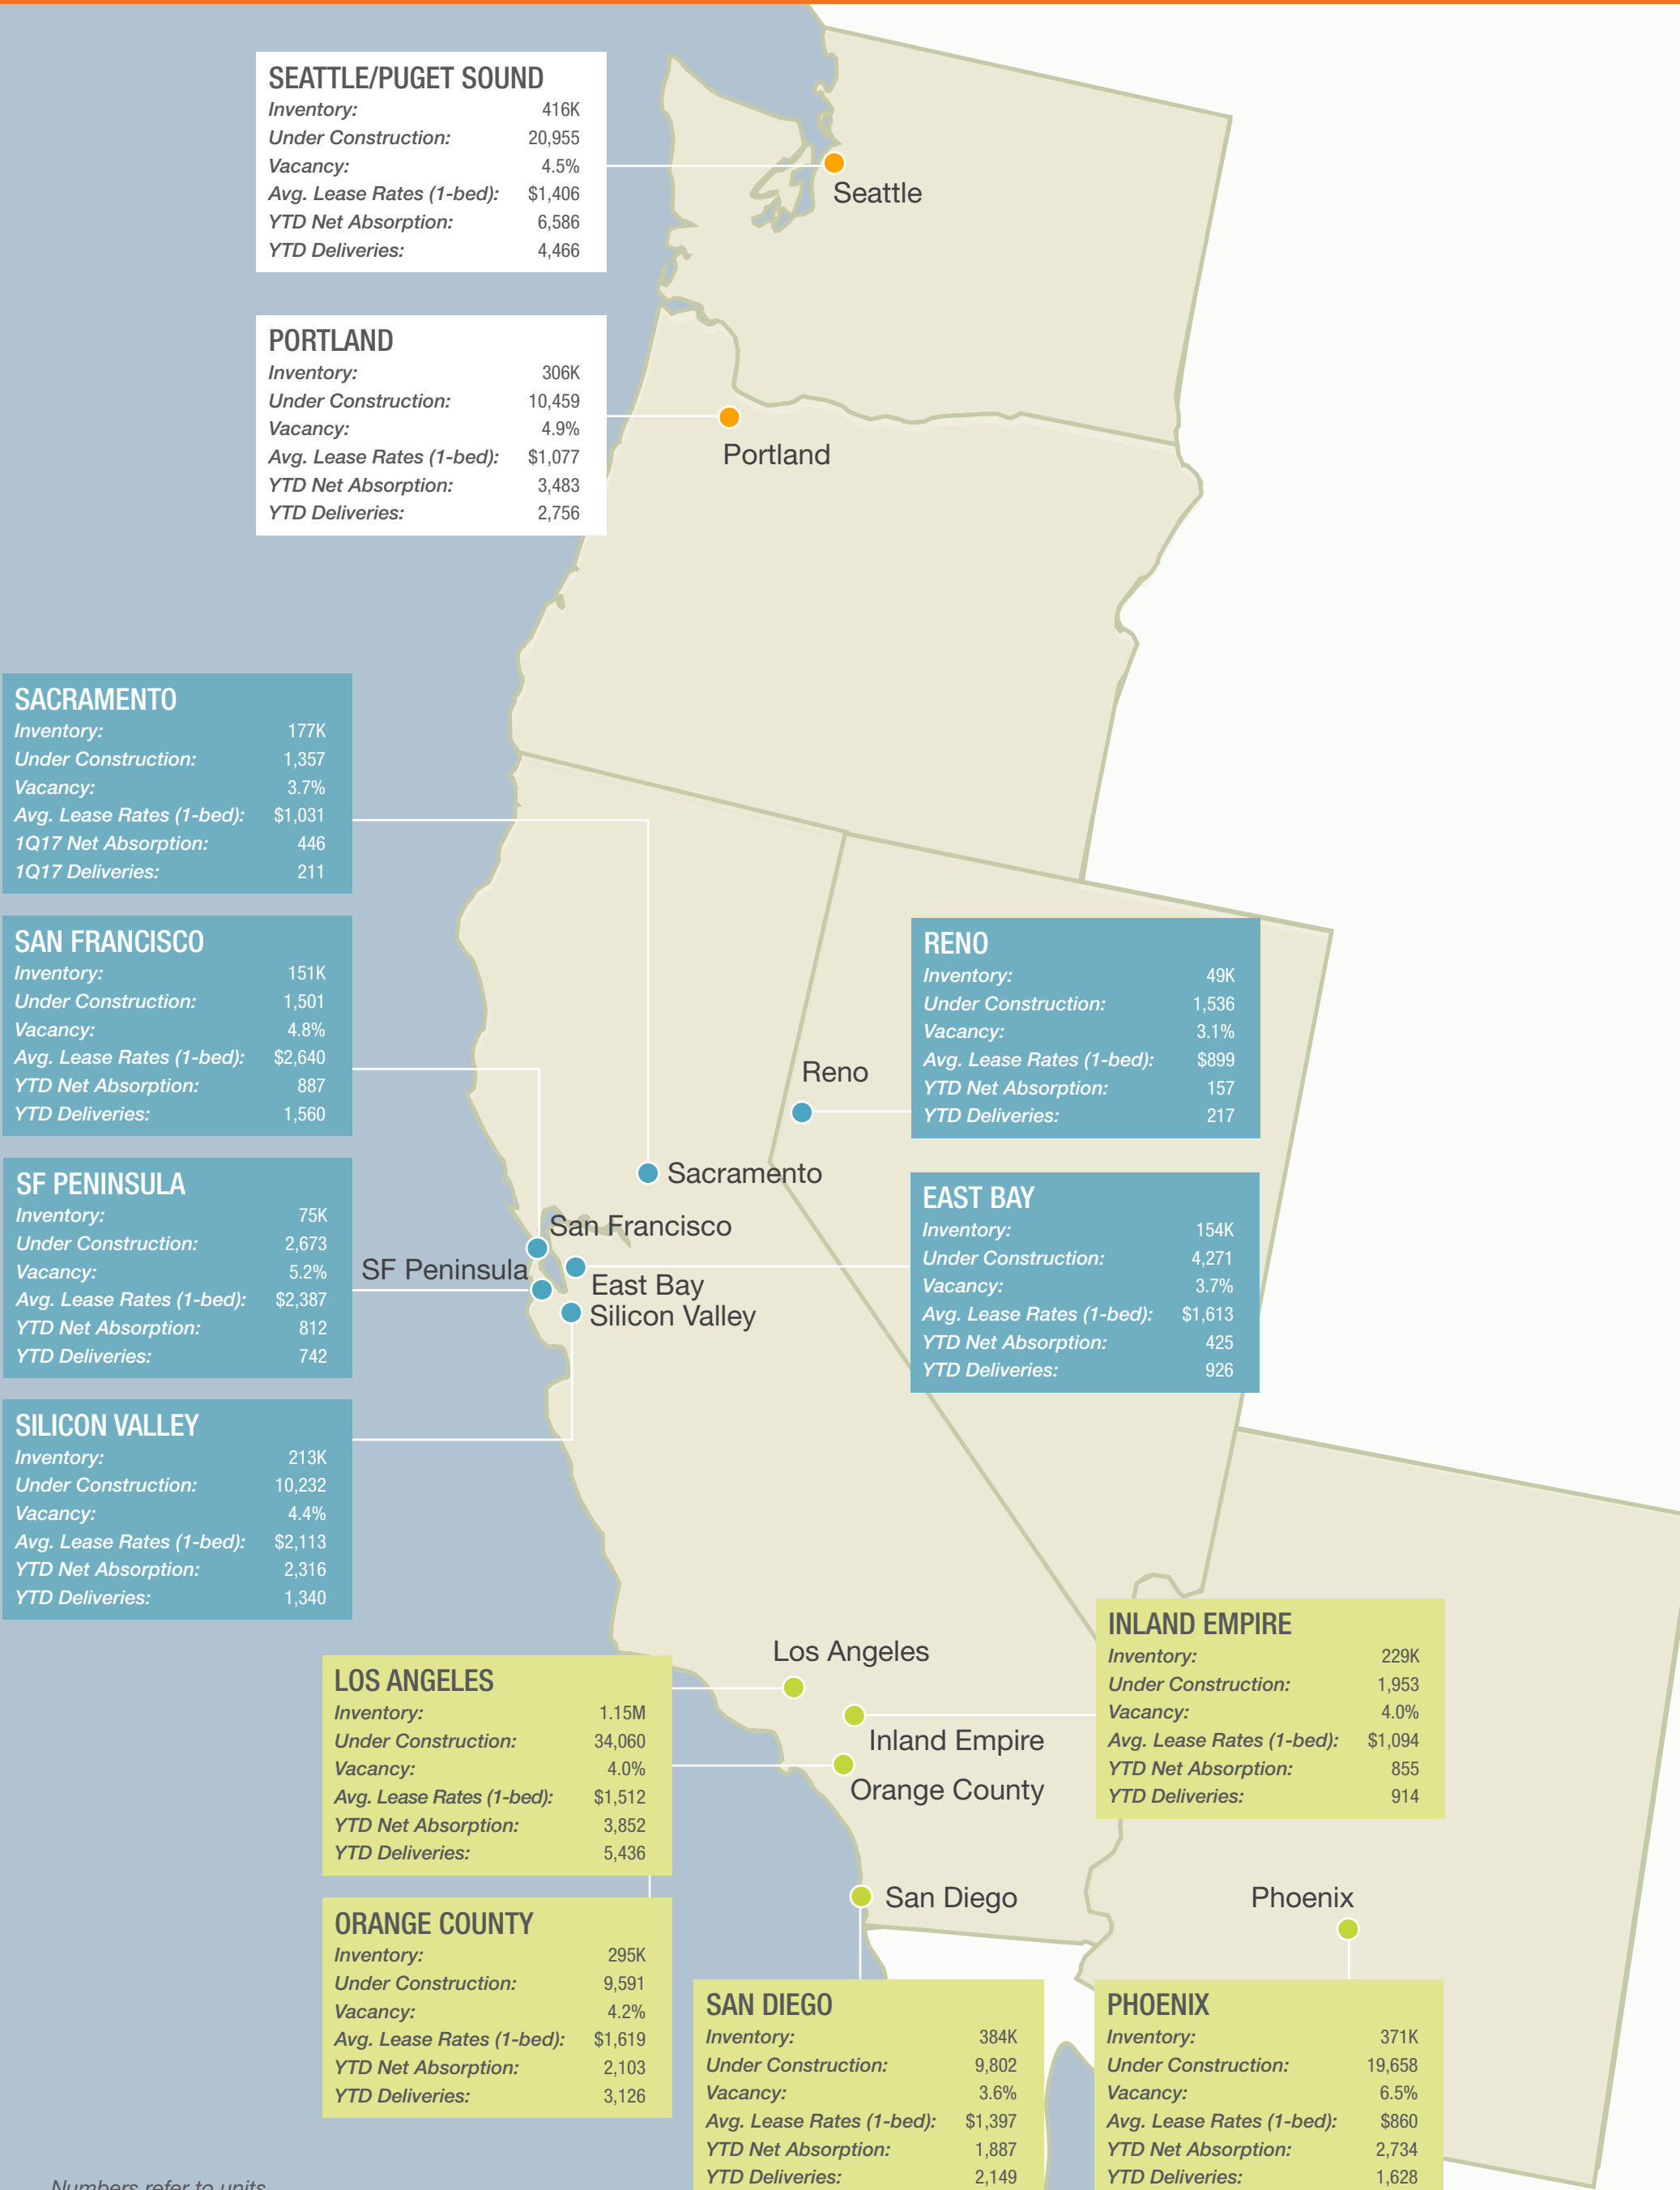 SEATTLE/PUGET SOUND
Inventory: 416K
Under Construction: 20,955
Vacancy: 4.5%
Avg. Lease Rates (1-bed): $1,406
YTD Net Absorption: 6,586
YTD Deliveries: 4,466
Seattle
PORTLAND
Inventory: 306K
Under Construction: 10,459
Vacancy: 4.9%
Avg. Lease Rates (1-bed): $1,077
YTD Net Absorption: 3,483
YTD Deliveries: 2,756
Portland
SACRAMENTO
Inventory: 177K
Under Construction: 1,357
Vacancy: 3.7%
Avg. Lease Rates (1-bed): $1,031
1Q17 Net Absorption: 446
1Q17 Deliveries: 211
SAN FRANCISCO
Inventory: 151K
Under Construction: 1,501
Vacancy: 4.8%
Avg. Lease Rates (1-bed): $2,640
YTD Net Absorption: 887
YTD Deliveries: 1,560
RENO
Inventory: 49K
Under Construction: 1,536
Vacancy: 3.1%
Avg. Lease Rates (1-bed): $899
YTD Net Absorption: 157
YTD Deliveries: 217
Reno
Sacramento
San Francisco
SF Peninsula
East Bay
Silicon Valley
SF PENINSULA
Inventory: 75K
Under Construction: 2,673
Vacancy: 5.2%
Avg. Lease Rates (1-bed): $2,387
YTD Net Absorption: 812
YTD Deliveries: 742
EAST BAY
Inventory: 154K
Under Construction: 4,271
Vacancy: 3.7%
Avg. Lease Rates (1-bed): $1,613
YTD Net Absorption: 425
YTD Deliveries: 926
SILICON VALLEY
Inventory: 213K
Under Construction: 10,232
Vacancy: 4.4%
Avg. Lease Rates (1-bed): $2,113
YTD Net Absorption: 2,316
YTD Deliveries: 1,340
Los Angeles
Inland Empire
Orange County
LOS ANGELES
Inventory: 1.15M
Under Construction: 34,060
Vacancy: 4.0%
Avg. Lease Rates (1-bed): $1,512
YTD Net Absorption: 3,852
YTD Deliveries: 5,436
INLAND EMPIRE
Inventory: 229K
Under Construction: 1,953
Vacancy: 4.0%
Avg. Lease Rates (1-bed): $1,094
YTD Net Absorption: 855
YTD Deliveries: 914
San Diego
Phoenix
ORANGE COUNTY
Inventory: 295K
Under Construction: 9,591
Vacancy: 4.2%
Avg. Lease Rates (1-bed): $1,619
YTD Net Absorption: 2,103
YTD Deliveries: 3,126
SAN DIEGO
Inventory: 384K
Under Construction: 9,802
Vacancy: 3.6%
Avg. Lease Rates (1-bed): $1,397
YTD Net Absorption: 1,887
YTD Deliveries: 2,149
PHOENIX
Inventory: 371K
Under Construction: 19,658
Vacancy: 6.5%
Avg. Lease Rates (1-bed): $860
YTD Net Absorption: 2,734
YTD Deliveries: 1,628
Numbers refer to units